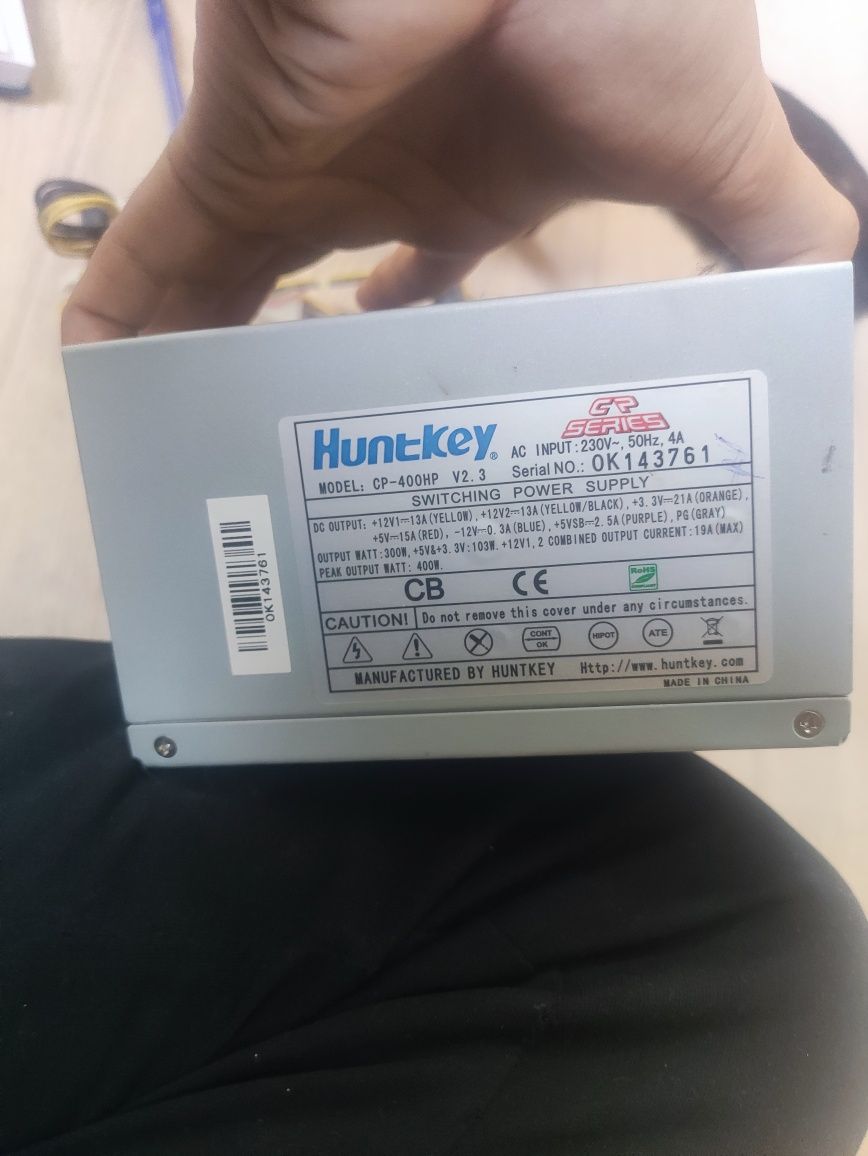 Huntkey®
CP
SERIES
AC INPUT:230V~, 50Hz, 4A
MODEL: CP-400HP V2.3
Serial NO.: 0K143761
SWITCHING POWER SUPPLY
DC OUTPUT: +12V1⎓13A(YELLOW), +12V2⎓13A(YELLOW/BLACK), +3.3V⎓21A(ORANGE),
+5V⎓15A(RED), -12V⎓0.3A(BLUE), +5VSB⎓2.5A(PURPLE), PG(GRAY)
OUTPUT WATT:300W, +5V&+3.3V:103W. +12V1,2 COMBINED OUTPUT CURRENT:19A(MAX)
PEAK OUTPUT WATT: 400W.
CB CE RoHS
COMPLIANT
CAUTION! Do not remove this cover under any circumstances.
CONT
OK
HIPOT
ATE
MANUFACTURED BY HUNTKEY Http://www.huntkey.com
MADE IN CHINA
0K143761